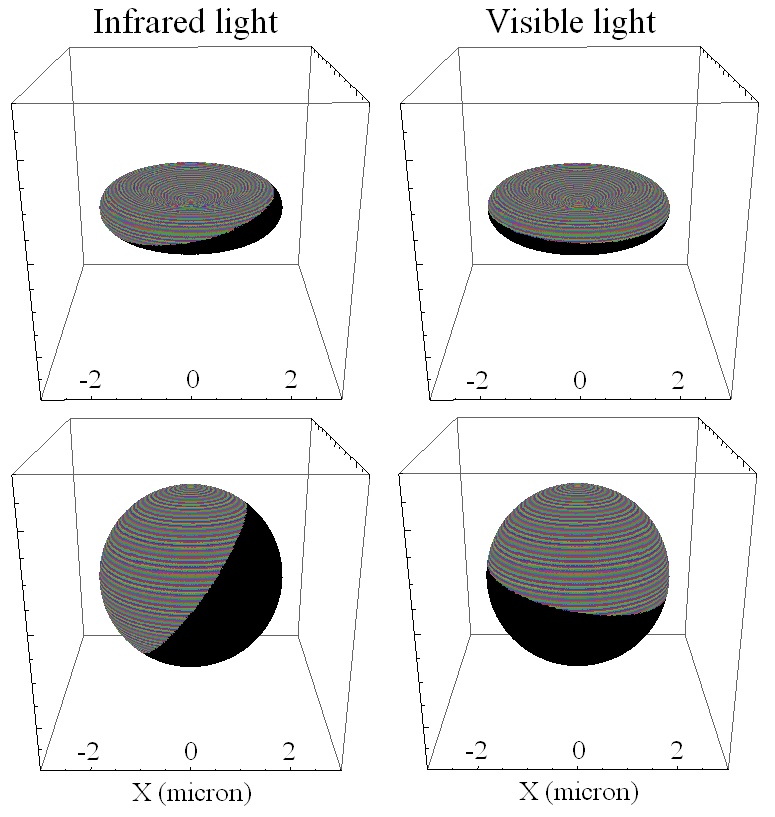 Infrared light
Visible light
-2 0 2
-2 0 2
-2 0 2
-2 0 2
X (micron)
X (micron)